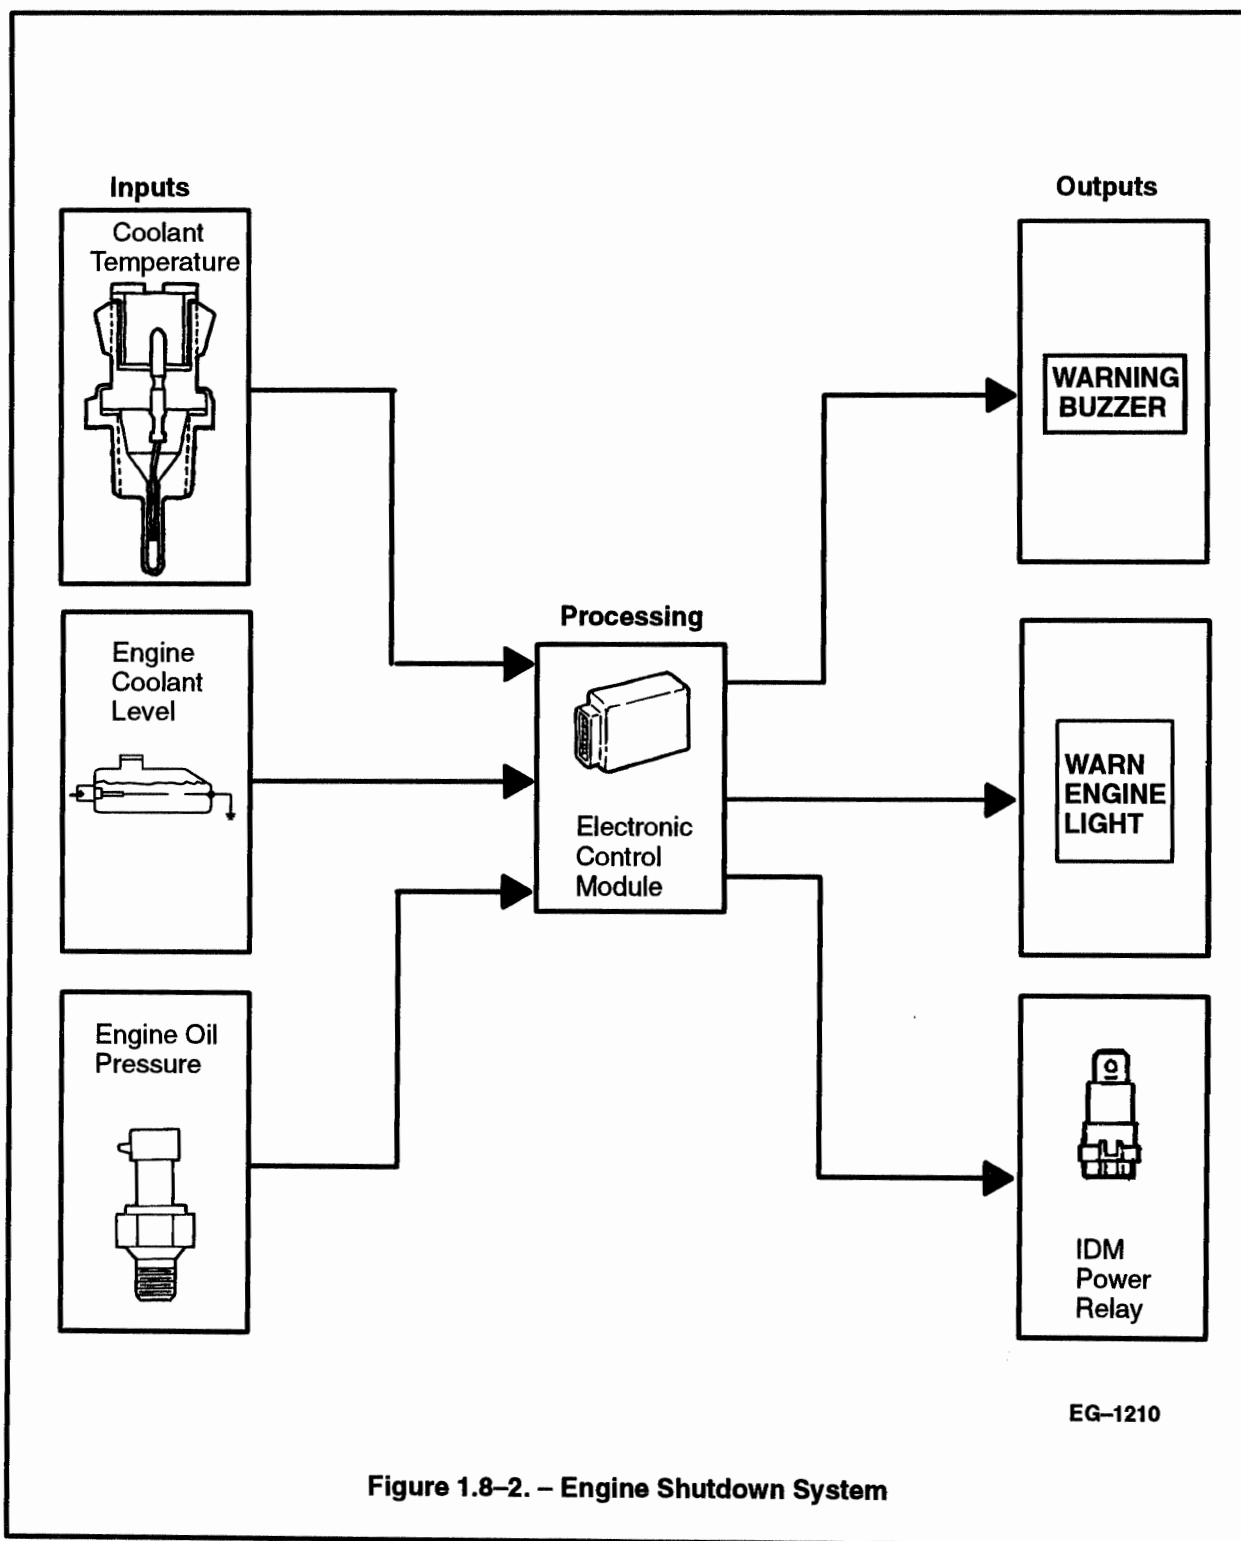 Inputs
Coolant
Temperature
Engine
Coolant
Level
Engine Oil
Pressure
Processing
Electronic
Control
Module
Outputs
WARNING
BUZZER
WARN
ENGINE
LIGHT
IDM
Power
Relay
EG–1210
Figure 1.8–2. – Engine Shutdown System